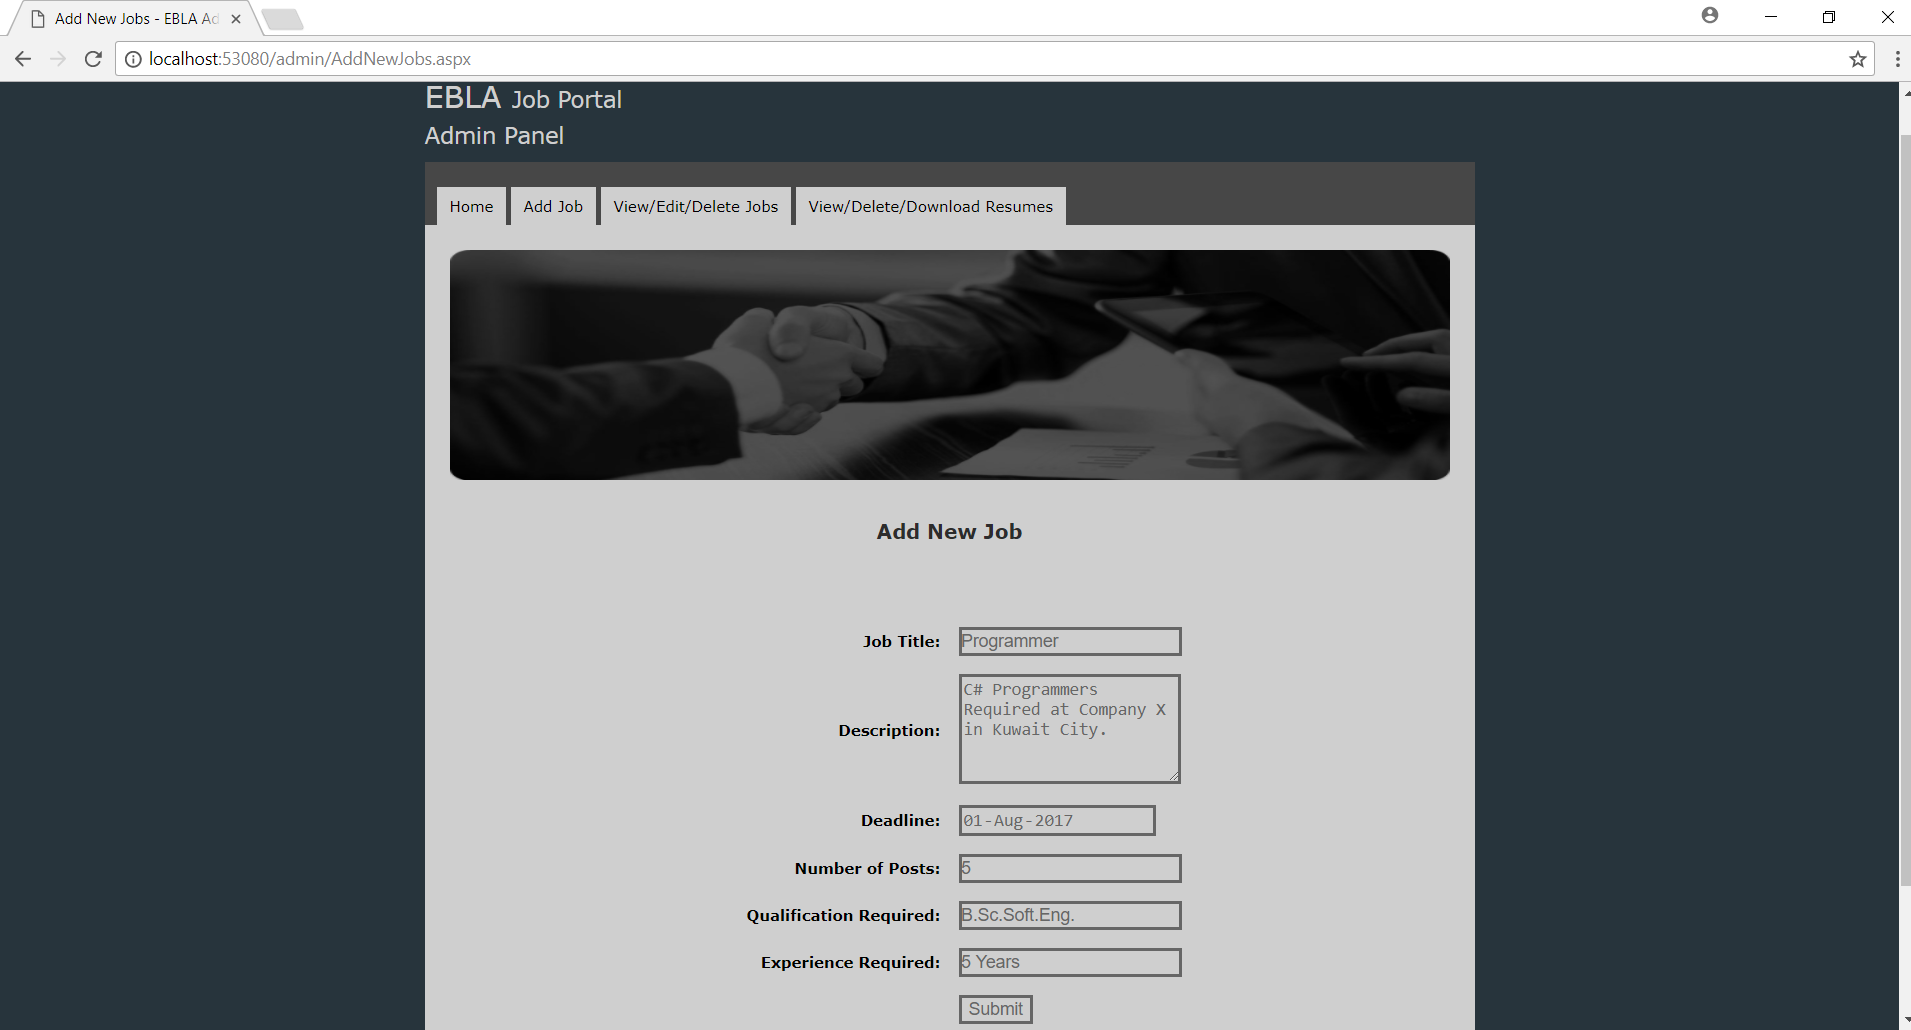 Add New Jobs - EBLA Ad
localhost:53080/admin/AddNewJobs.aspx
EBLA Job Portal
Admin Panel
Home
Add Job
View/Edit/Delete Jobs
View/Delete/Download Resumes
Add New Job
Job Title:
Programmer
Description:
C# Programmers
Required at Company X
in Kuwait City.
Deadline:
01-Aug-2017
Number of Posts:
5
Qualification Required:
B.Sc.Soft.Eng.
Experience Required:
5 Years
Submit